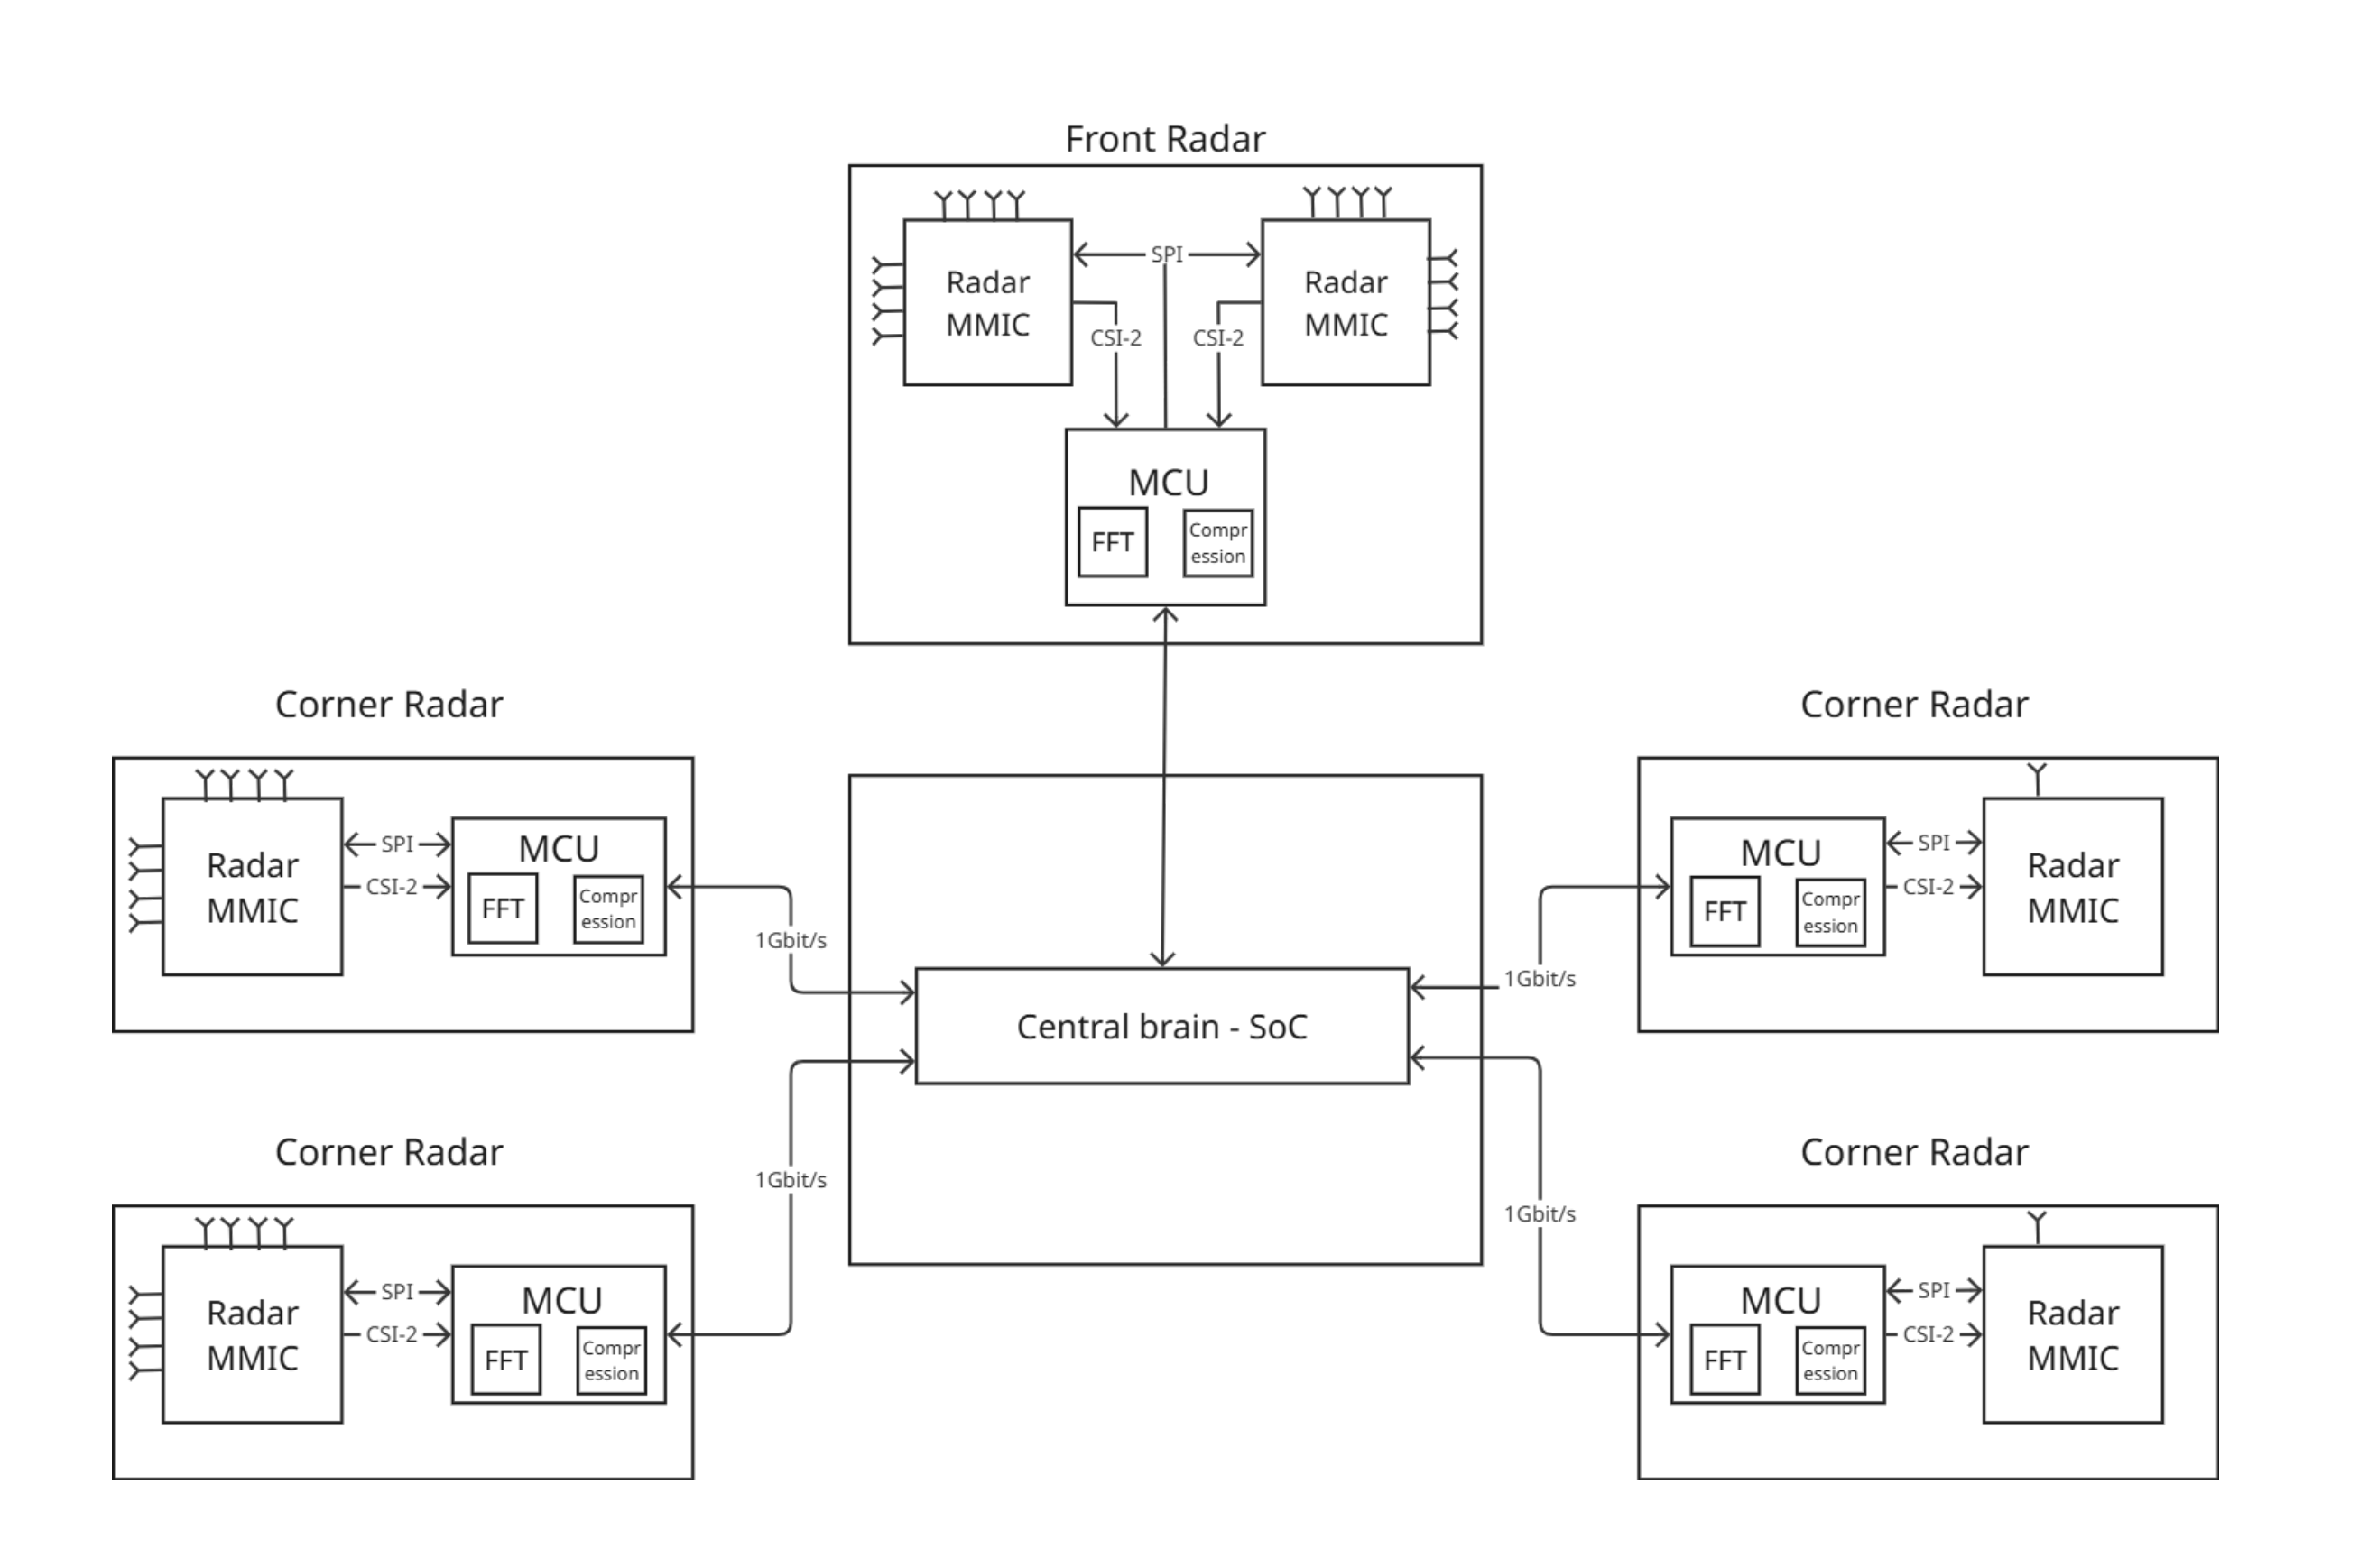 Front Radar
Radar
MMIC
SPI
Radar
MMIC
CSI-2
CSI-2
MCU
FFT
Compr
ession
Corner Radar
Radar
MMIC
SPI
CSI-2
MCU
FFT
Compr
ession
1Gbit/s
Corner Radar
MCU
FFT
Compr
ession
SPI
CSI-2
Radar
MMIC
1Gbit/s
Central brain - SoC
Corner Radar
Radar
MMIC
SPI
CSI-2
MCU
FFT
Compr
ession
1Gbit/s
Corner Radar
MCU
FFT
Compr
ession
SPI
CSI-2
Radar
MMIC
1Gbit/s